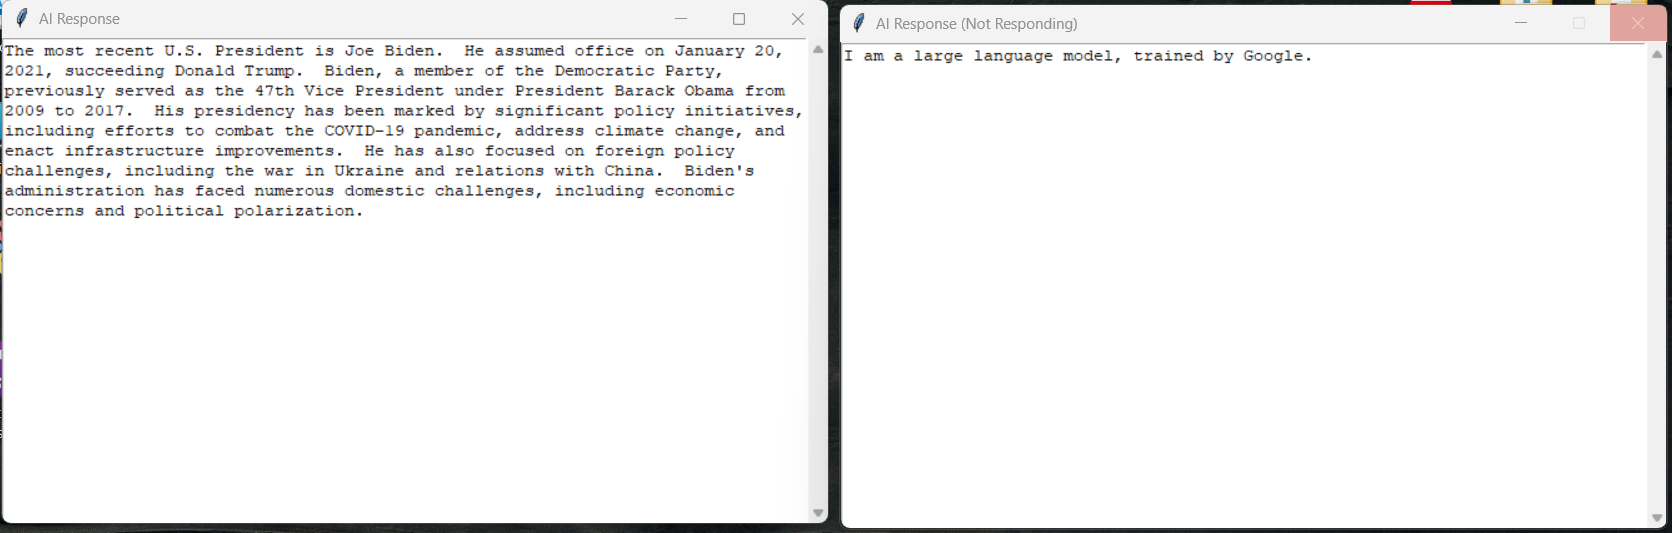 AI Response
The most recent U.S. President is Joe Biden.  He assumed office on January 20,
2021, succeeding Donald Trump.  Biden, a member of the Democratic Party,
previously served as the 47th Vice President under President Barack Obama from
2009 to 2017.  His presidency has been marked by significant policy initiatives,
including efforts to combat the COVID-19 pandemic, address climate change, and
enact infrastructure improvements.  He has also focused on foreign policy
challenges, including the war in Ukraine and relations with China.  Biden's
administration has faced numerous domestic challenges, including economic
concerns and political polarization.
AI Response (Not Responding)
I am a large language model, trained by Google.